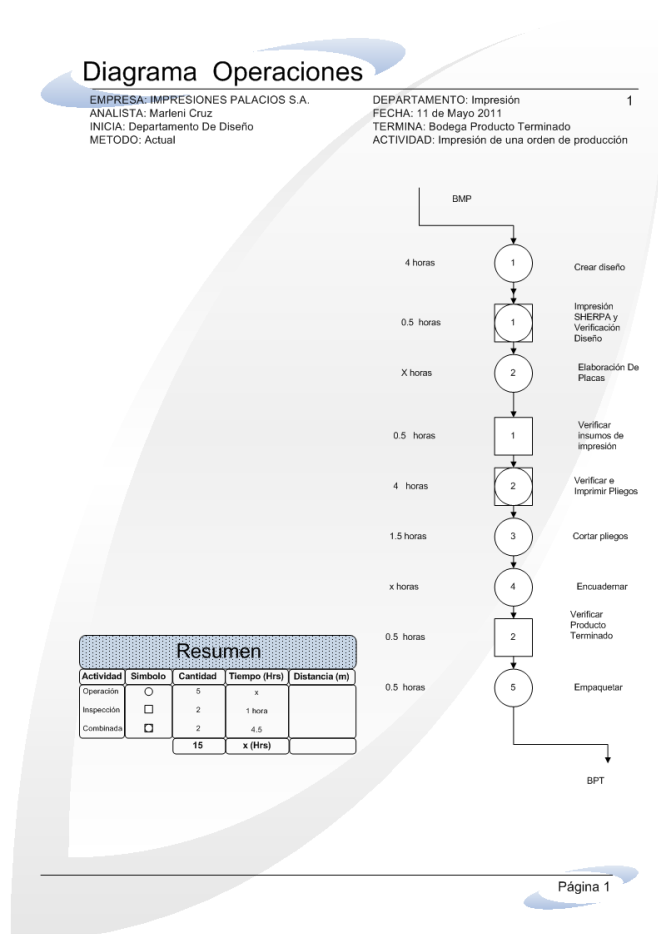 Diagrama Operaciones
EMPRESA: IMPRESIONES PALACIOS S.A.
ANALISTA: Marleni Cruz
INICIA: Departamento De Diseño
METODO: Actual
DEPARTAMENTO: Impresión
FECHA: 11 de Mayo 2011
TERMINA: Bodega Producto Terminado
ACTIVIDAD: Impresión de una orden de producción
1
BMP
4 horas
1
Crear diseño
0.5 horas
1
Impresión
SHERPA y
Verificación
Diseño
X horas
2
Elaboración De
Placas
0.5 horas
1
Verificar
insumos de
impresión
4 horas
2
Verificar e
Imprimir Pliegos
1.5 horas
3
Cortar pliegos
x horas
4
Encuadernar
0.5 horas
2
Verificar
Producto
Terminado
0.5 horas
5
Empaquetar
BPT
Resumen
Actividad Simbolo Cantidad Tiempo (Hrs) Distancia (m)
Operación 5 x
Inspección 2 1 hora
Combinada 2 4.5
15 x (Hrs)
Página 1